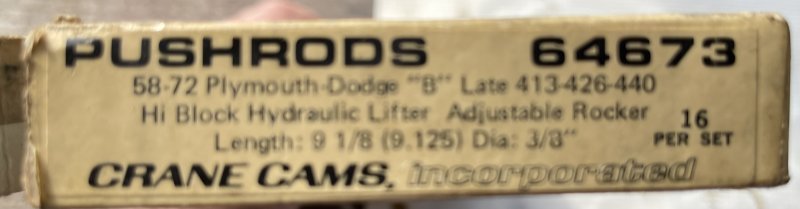 PUSHRODS 64673
58-72 Plymouth-Dodge "B" Late 413-426-440
Hi Block Hydraulic Lifter Adjustable Rocker
Length: 9 1/8 (9.125) Dia: 3/8"
16
PER SET
CRANE CAMS, incorporated